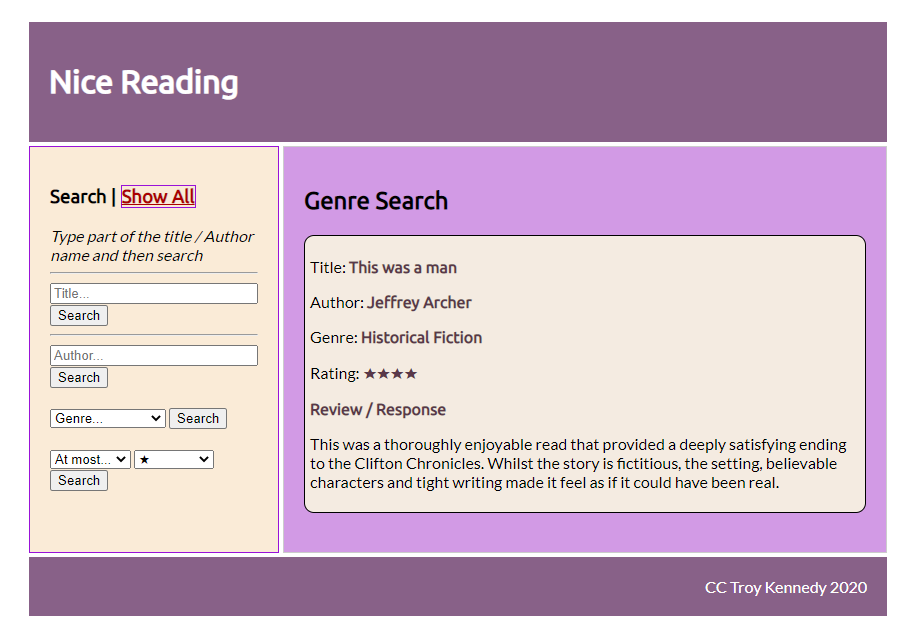 Nice Reading
Search | Show All
Type part of the title / Author
name and then search
Title...
Search
Author...
Search
Genre... Search
At most... ★
Search
Genre Search
Title: This was a man
Author: Jeffrey Archer
Genre: Historical Fiction
Rating: ★★★★
Review / Response
This was a thoroughly enjoyable read that provided a deeply satisfying ending
to the Clifton Chronicles. Whilst the story is fictitious, the setting, believable
characters and tight writing made it feel as if it could have been real.
CC Troy Kennedy 2020